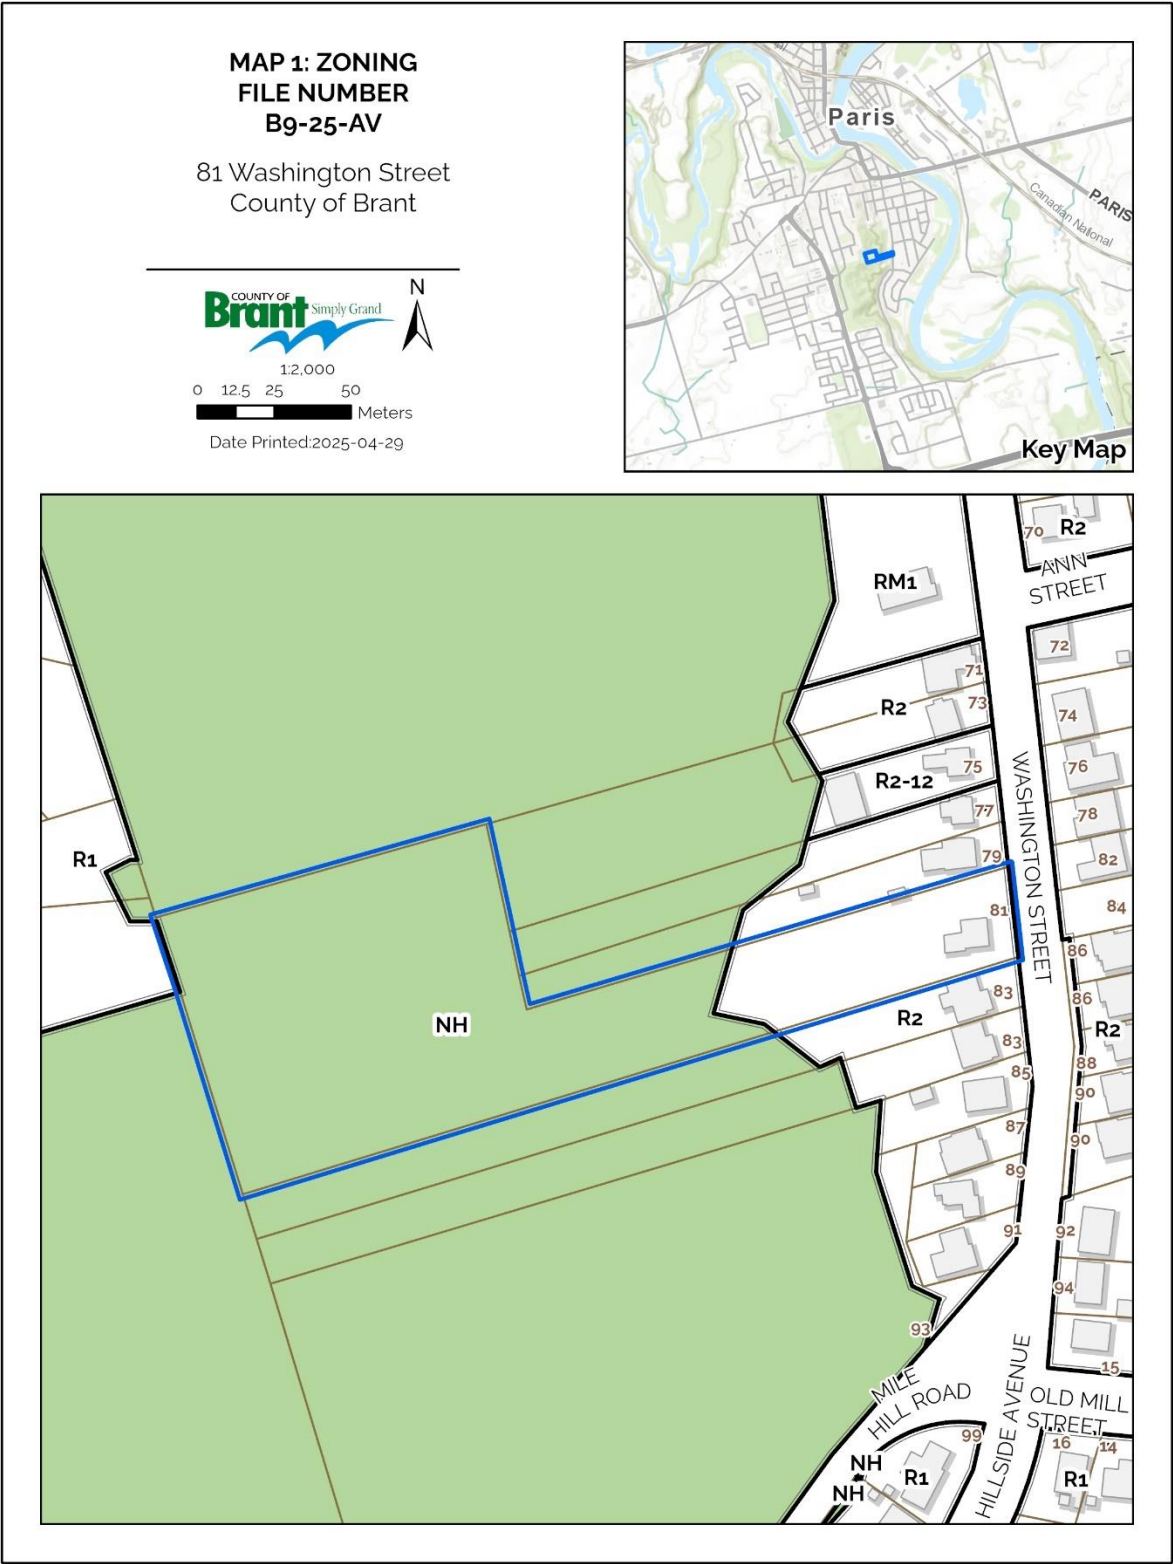 MAP 1: ZONING
FILE NUMBER
B9-25-AV
81 Washington Street
County of Brant
COUNTY OF
Brant Simply Grand
N
1:2,000
0 12.5 25 50
Meters
Date Printed:2025-04-29
Paris
PARIS
Canadian National
Key Map
70 R2
ANN
STREET
RM1
72
71
R2 73
74
WASHINGTON STREET
R2-12 75
76
77
78
79
82
R1
81
84
86
83
86
NH
R2
R2
83
88
85
90
87
90
89
91
92
94
93
15
MILE
HILL ROAD
HILLSIDE AVENUE
OLD MILL
STREET
99
16 14
NH
R1
R1
NH